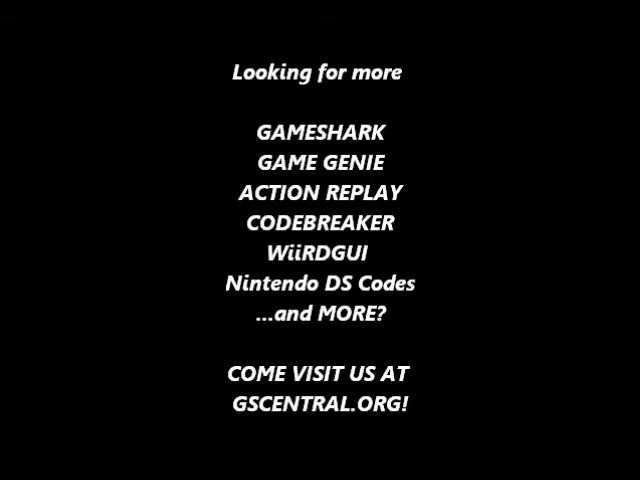 Looking for more
GAMESHARK
GAME GENIE
ACTION REPLAY
CODEBREAKER
WiiRDGUI
Nintendo DS Codes
...and MORE?
COME VISIT US AT
GSCENTRAL.ORG!